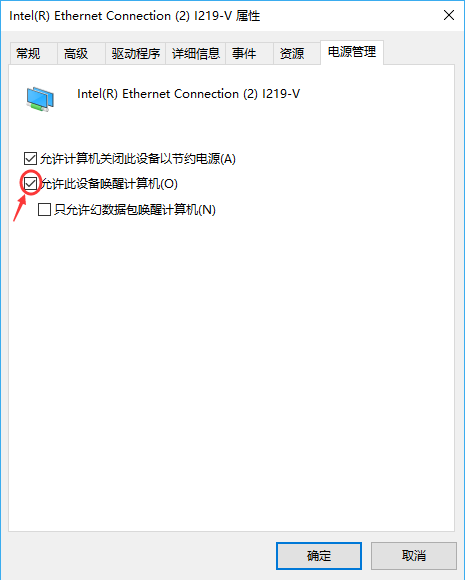 Intel(R) Ethernet Connection (2) I219-V 属性
常规 高级 驱动程序 详细信息 事件 资源 电源管理
Intel(R) Ethernet Connection (2) I219-V
允许计算机关闭此设备以节约电源(A)
允许此设备唤醒计算机(O)
只允许幻数据包唤醒计算机(N)
确定 取消